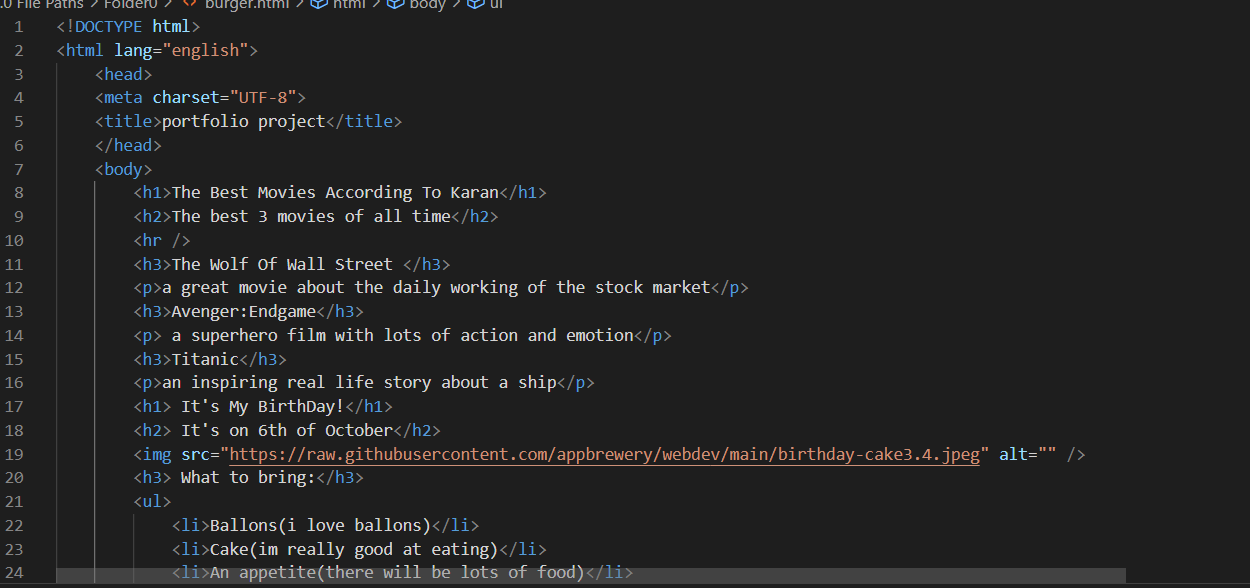 .0 File Paths > Folder0 > <> burger.html > html > body > ul
1 <!DOCTYPE html>
2 <html lang="english">
3 <head>
4 <meta charset="UTF-8">
5 <title>portfolio project</title>
6 </head>
7 <body>
8 <h1>The Best Movies According To Karan</h1>
9 <h2>The best 3 movies of all time</h2>
10 <hr />
11 <h3>The Wolf Of Wall Street </h3>
12 <p>a great movie about the daily working of the stock market</p>
13 <h3>Avenger:Endgame</h3>
14 <p> a superhero film with lots of action and emotion</p>
15 <h3>Titanic</h3>
16 <p>an inspiring real life story about a ship</p>
17 <h1> It's My BirthDay!</h1>
18 <h2> It's on 6th of October</h2>
19 <img src="https://raw.githubusercontent.com/appbrewery/webdev/main/birthday-cake3.4.jpeg" alt="" />
20 <h3> What to bring:</h3>
21 <ul>
22 <li>Ballons(i love ballons)</li>
23 <li>Cake(im really good at eating)</li>
24 <li>An appetite(there will be lots of food)</li>